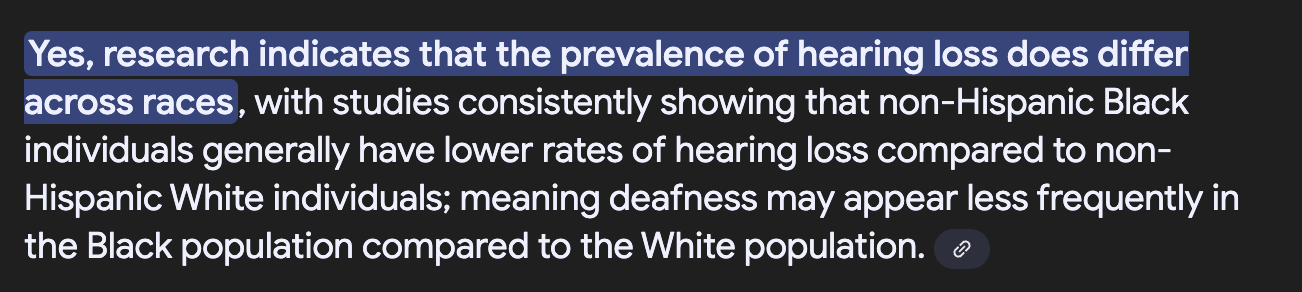 Yes, research indicates that the prevalence of hearing loss does differ
across races, with studies consistently showing that non-Hispanic Black
individuals generally have lower rates of hearing loss compared to non-
Hispanic White individuals; meaning deafness may appear less frequently in
the Black population compared to the White population.